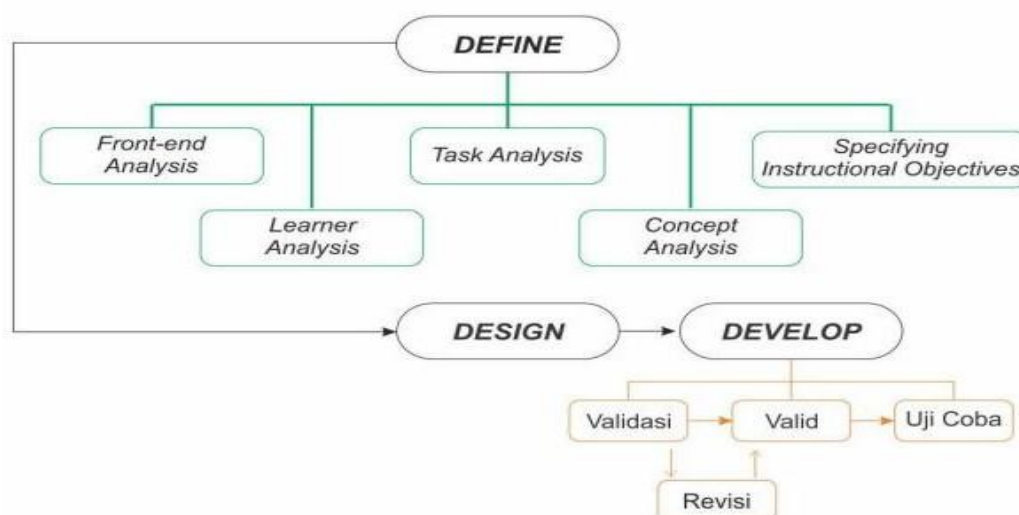 DEFINE
Front-end
Analysis
Task Analysis
Specifying
Instructional Objectives
Learner
Analysis
Concept
Analysis
DESIGN
DEVELOP
Validasi
Valid
Uji Coba
Revisi